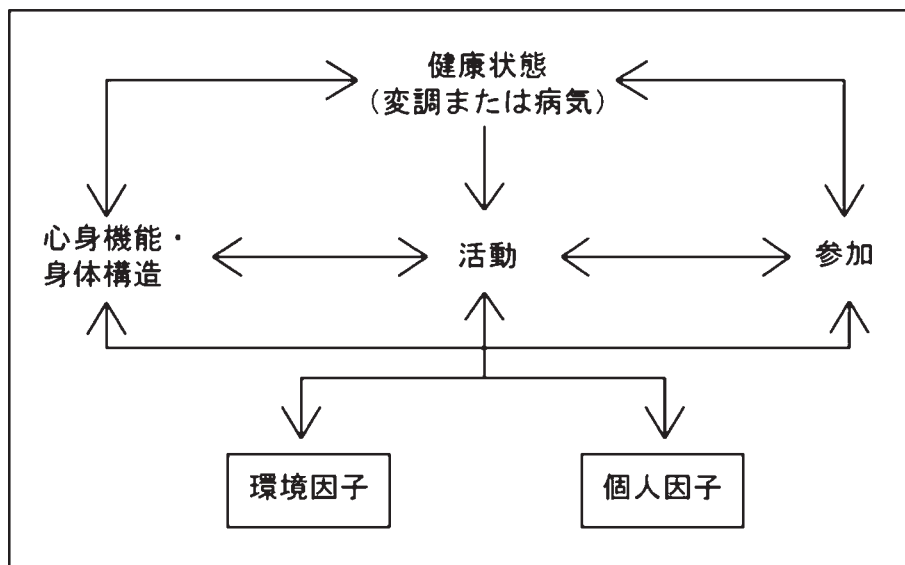 健康状態
(変調または病気)
心身機能・
身体構造
活動
参加
環境因子
個人因子